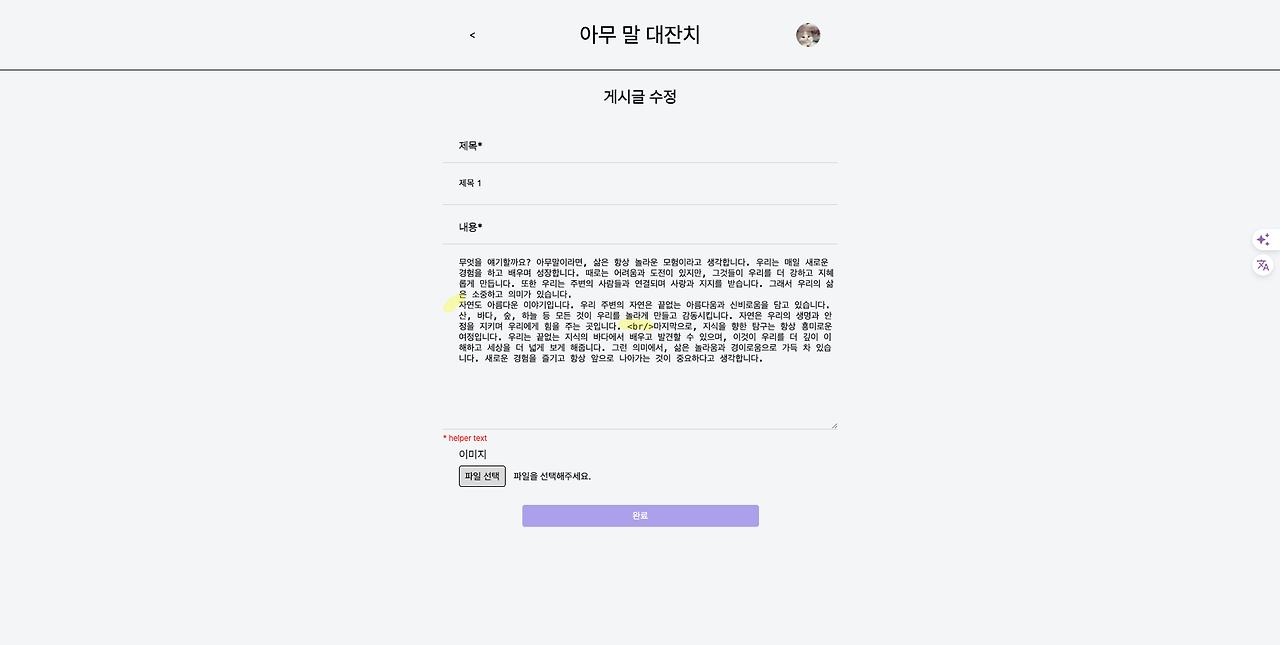 <
아무 말 대잔치
게시글 수정
제목*
제목 1
내용*
무엇을 얘기할까요? 아무말이라면, 삶은 항상 놀라운 모험이라고 생각합니다. 우리는 매일 새로운
경험을 하고 배우며 성장합니다. 때로는 어려움과 도전이 있지만, 그것들이 우리를 더 강하고 지혜
롭게 만듭니다. 또한 우리는 주변의 사람들과 연결되며 사랑과 지지를 받습니다. 그래서 우리의 삶
은 소중하고 의미가 있습니다.
자연도 아름다운 이야기입니다. 우리 주변의 자연은 끝없는 아름다움과 신비로움을 담고 있습니다.
산, 바다, 숲, 하늘 등 모든 것이 우리를 놀라게 만들고 감동시킵니다. 자연은 우리의 생명과 안
정을 지키며 우리에게 힘을 주는 곳입니다. <br/>마지막으로, 지식을 향한 탐구는 항상 흥미로운
여정입니다. 우리는 끝없는 지식의 바다에서 배우고 발견할 수 있으며, 이것이 우리를 더 깊이 이
해하고 세상을 더 넓게 보게 해줍니다. 그런 의미에서, 삶은 놀라움과 경이로움으로 가득 차 있습
니다. 새로운 경험을 즐기고 항상 앞으로 나아가는 것이 중요하다고 생각합니다.
* helper text
이미지
파일 선택 파일을 선택해주세요.
완료